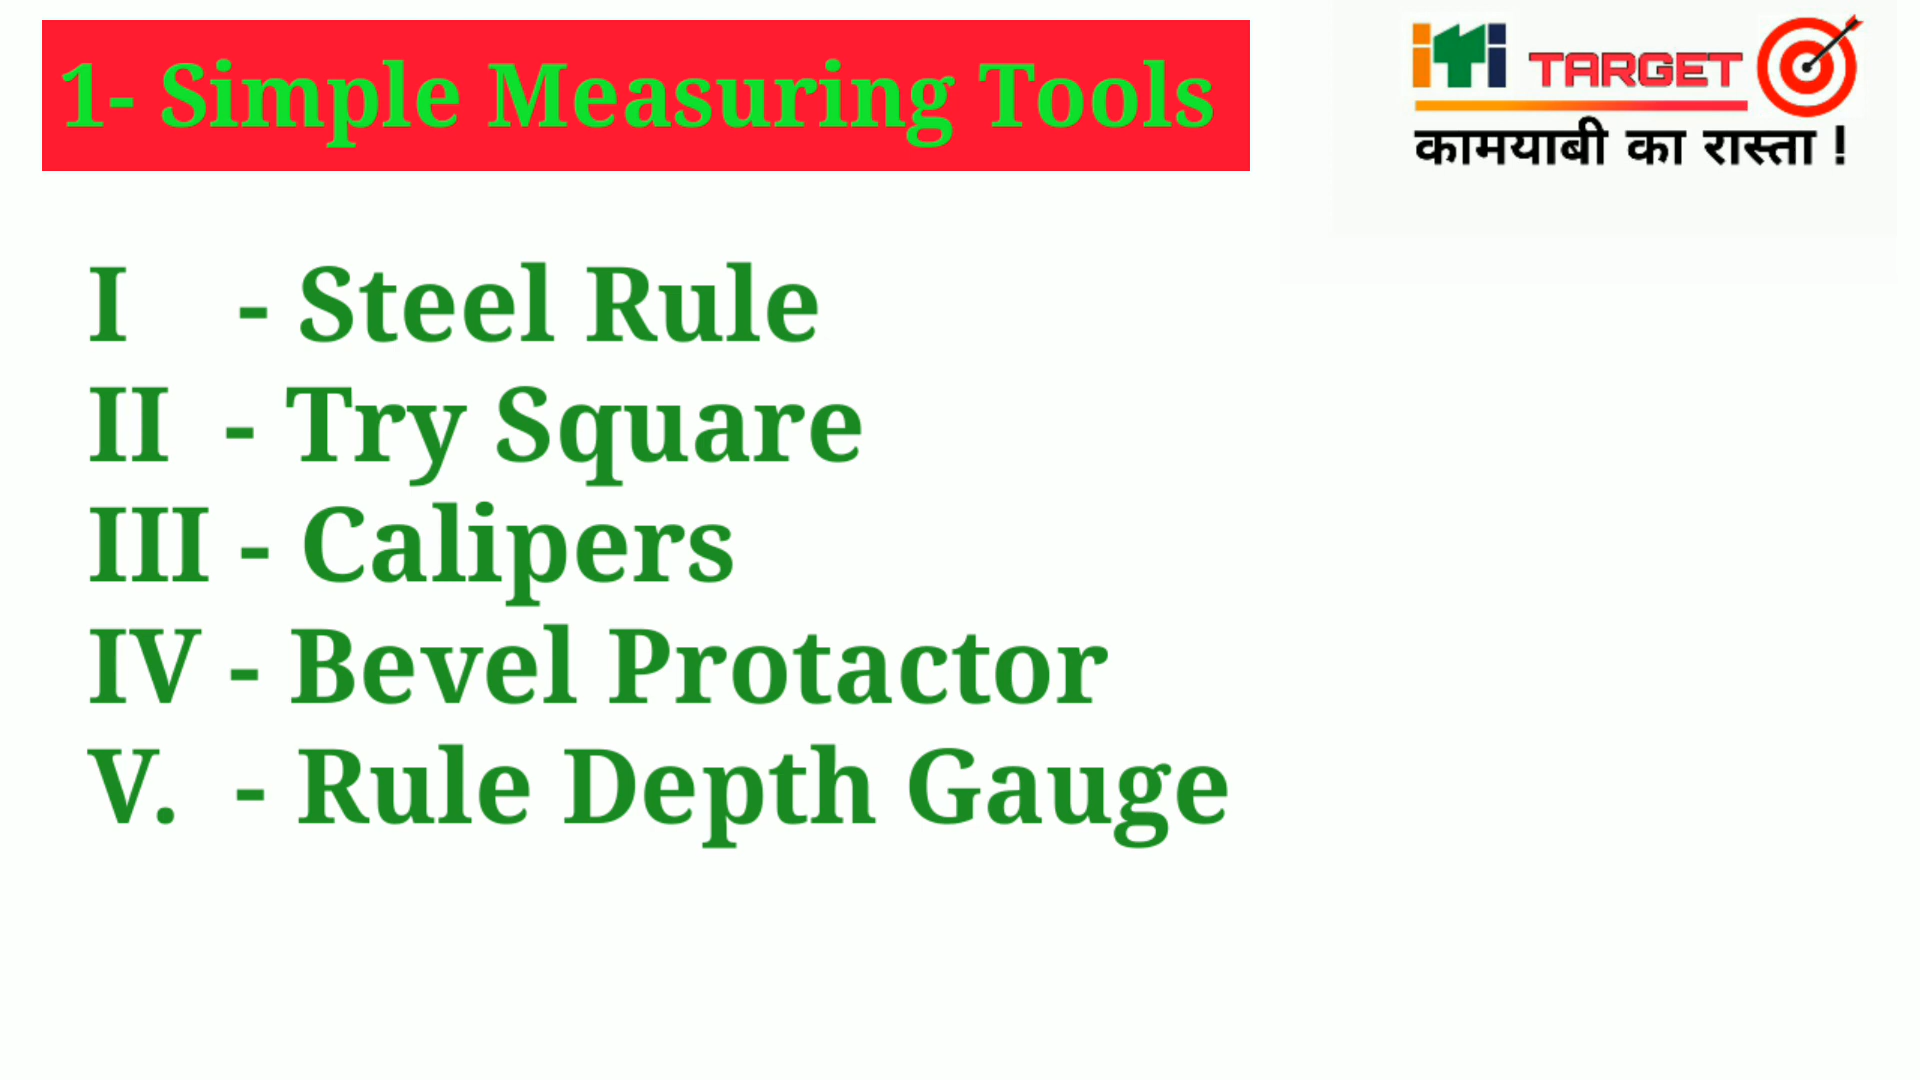 1- Simple Measuring Tools
iTi TARGET
कामयाबी का रास्ता !
I - Steel Rule
II - Try Square
III - Calipers
IV - Bevel Protactor
V. - Rule Depth Gauge